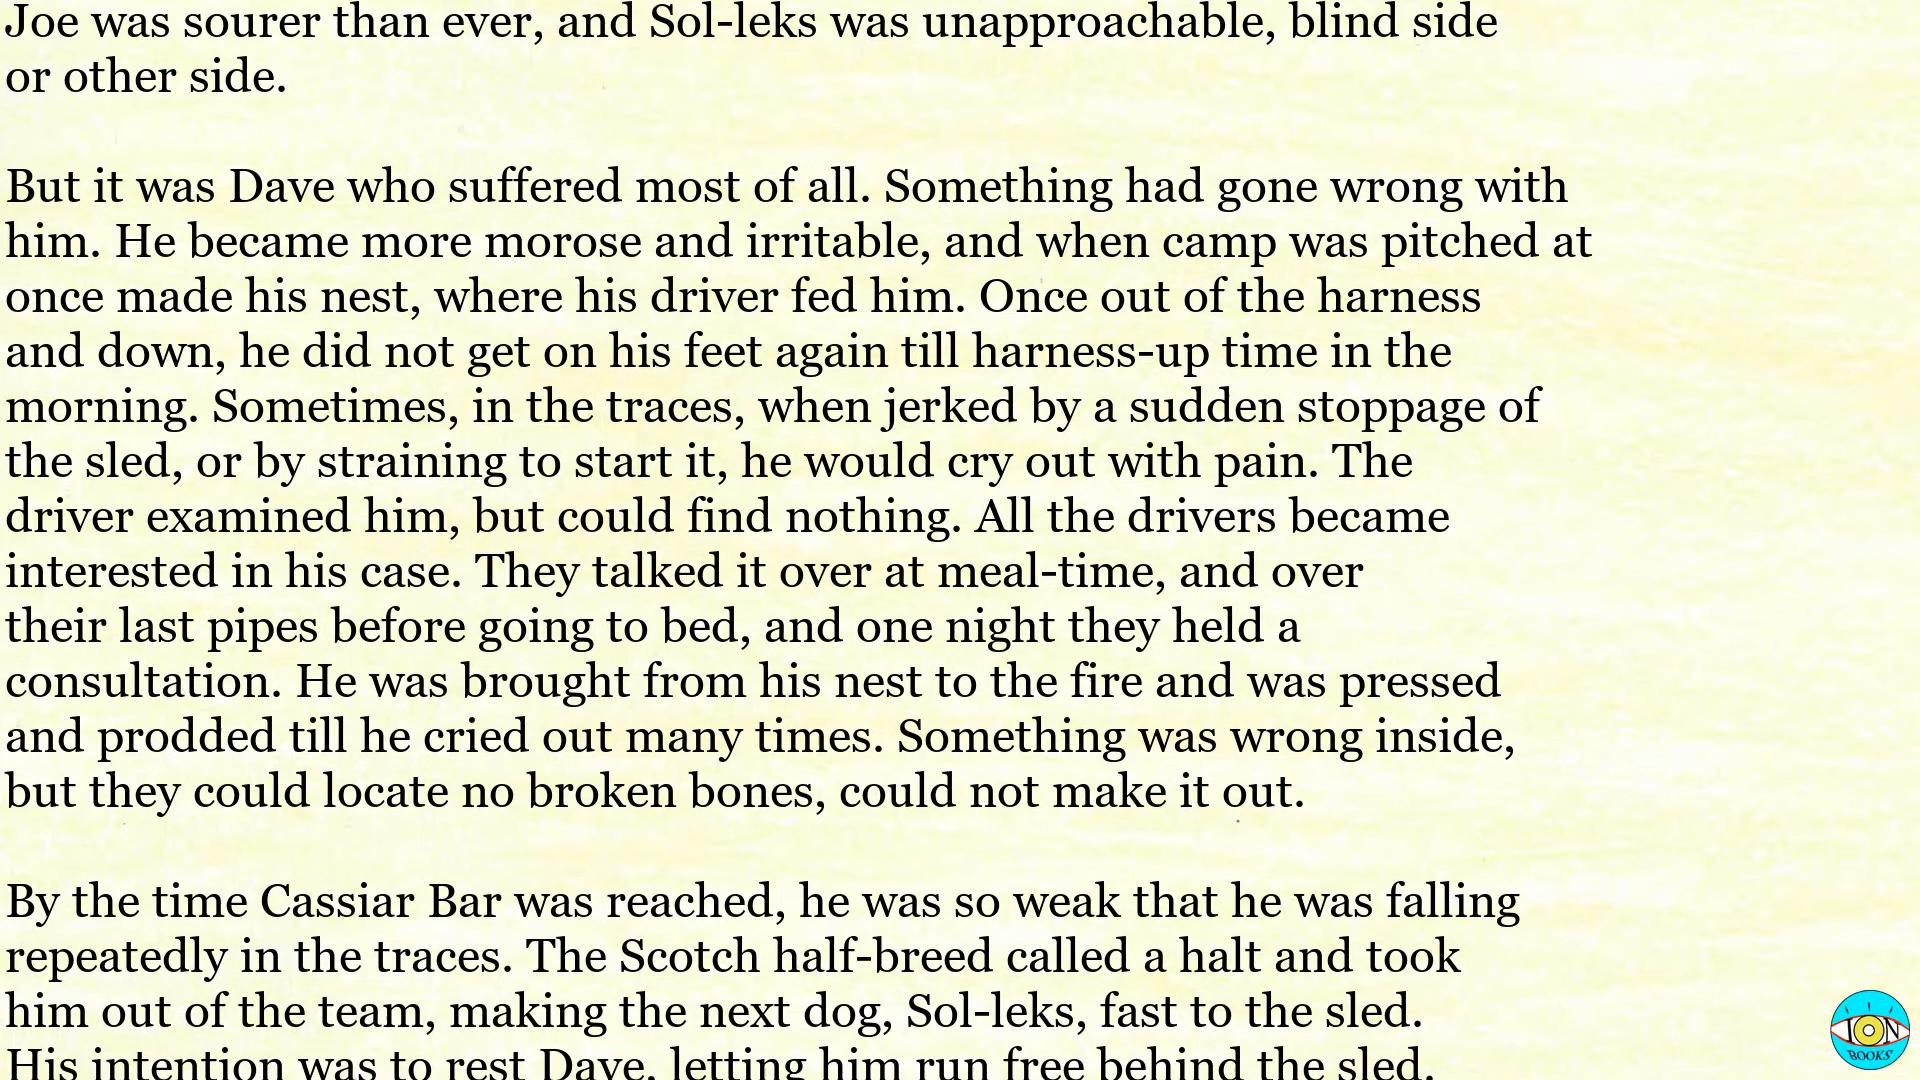 Joe was sourer than ever, and Sol-leks was unapproachable, blind side
or other side.
But it was Dave who suffered most of all. Something had gone wrong with
him. He became more morose and irritable, and when camp was pitched at
once made his nest, where his driver fed him. Once out of the harness
and down, he did not get on his feet again till harness-up time in the
morning. Sometimes, in the traces, when jerked by a sudden stoppage of
the sled, or by straining to start it, he would cry out with pain. The
driver examined him, but could find nothing. All the drivers became
interested in his case. They talked it over at meal-time, and over
their last pipes before going to bed, and one night they held a
consultation. He was brought from his nest to the fire and was pressed
and prodded till he cried out many times. Something was wrong inside,
but they could locate no broken bones, could not make it out.
By the time Cassiar Bar was reached, he was so weak that he was falling
repeatedly in the traces. The Scotch half-breed called a halt and took
him out of the team, making the next dog, Sol-leks, fast to the sled.
His intention was to rest Dave, letting him run free behind the sled.
ION
BOOKS